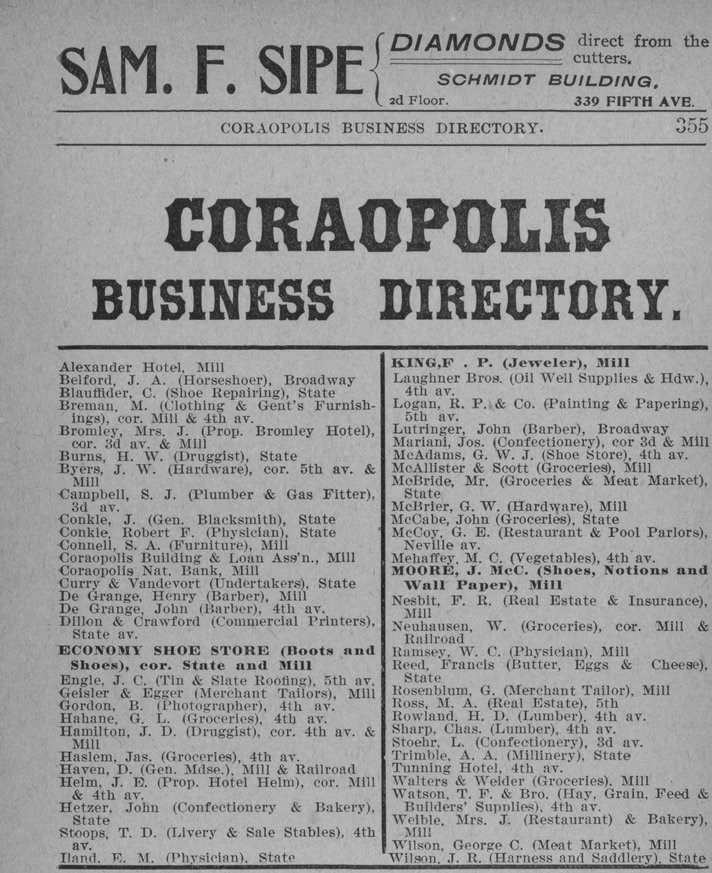 SAM. F. SIPE
DIAMONDS direct from the
cutters.
SCHMIDT BUILDING,
2d Floor. 339 FIFTH AVE.
CORAOPOLIS BUSINESS DIRECTORY. 355
CORAOPOLIS
BUSINESS DIRECTORY.
Alexander Hotel, Mill
Belford, J. A. (Horseshoer), Broadway
Blauflider, C. (Shoe Repairing), State
Breman, M. (Clothing & Gent's Furnish-
ings), cor. Mill & 4th av.
Bromley, Mrs. J. (Prop. Bromley Hotel),
cor. 3d av. & Mill
Burns, H. W. (Druggist), State
Byers, J. W. (Hardware), cor. 5th av. &
Mill
Campbell, S. J. (Plumber & Gas Fitter),
3d av.
Conkle, J. (Gen. Blacksmith), State
Conkle, Robert F. (Physician), State
Connell, S. A. (Furniture), Mill
Coraopolis Building & Loan Ass'n., Mill
Coraopolis Nat. Bank, Mill
Curry & Vandevort (Undertakers), State
De Grange, Henry (Barber), Mill
De Grange, John (Barber), 4th av.
Dillon & Crawford (Commercial Printers),
State av.
ECONOMY SHOE STORE (Boots and
Shoes), cor. State and Mill
Engle, J. C. (Tin & Slate Roofing), 5th av.
Geisler & Egger (Merchant Tailors), Mill
Gordon, B. (Photographer), 4th av.
Hahane, G. L. (Groceries), 4th av.
Hamilton, J. D. (Druggist), cor. 4th av. &
Mill
Haslem, Jas. (Groceries), 4th av.
Haven, D. (Gen. Mdse.), Mill & Railroad
Helm, J. E. (Prop. Hotel Helm), cor. Mill
& 4th av.
Hetzer, John (Confectionery & Bakery),
State
Stoops, T. D. (Livery & Sale Stables), 4th
av.
Iland, E. M. (Physician), State
KING,F . P. (Jeweler), Mill
Laughner Bros. (Oil Well Supplies & Hdw.),
4th av.
Logan, R. P. & Co. (Painting & Papering),
5th av.
Lutringer, John (Barber), Broadway
Mariani, Jos. (Confectionery), cor 3d & Mill
McAdams, G. W. J. (Shoe Store), 4th av.
McAllister & Scott (Groceries), Mill
McBride, Mr. (Groceries & Meat Market),
State
McBrier, G. W. (Hardware), Mill
McCabe, John (Groceries), State
McCoy, G. E. (Restaurant & Pool Parlors),
Neville av.
Mehaffey, M. C. (Vegetables), 4th av.
MOORE, J. McC. (Shoes, Notions and
Wall Paper), Mill
Nesbit, F. R. (Real Estate & Insurance),
Mill
Neuhausen, W. (Groceries), cor. Mill &
Railroad
Ramsey, W. C. (Physician), Mill
Reed, Francis (Butter, Eggs & Cheese),
State
Rosenblum, G. (Merchant Tailor), Mill
Ross, M. A. (Real Estate), 5th
Rowland, H. D. (Lumber), 4th av.
Sharp, Chas. (Lumber), 4th av.
Stoehr, L. (Confectionery), 3d av.
Trimble, A. A. (Millinery), State
Tunning Hotel, 4th av.
Walters & Weider (Groceries), Mill
Watson, T. F. & Bro. (Hay, Grain, Feed &
Builders' Supplies), 4th av.
Weible, Mrs. J. (Restaurant) & Bakery),
Mill
Wilson, George C. (Meat Market), Mill
Wilson, J. R. (Harness and Saddlery), State